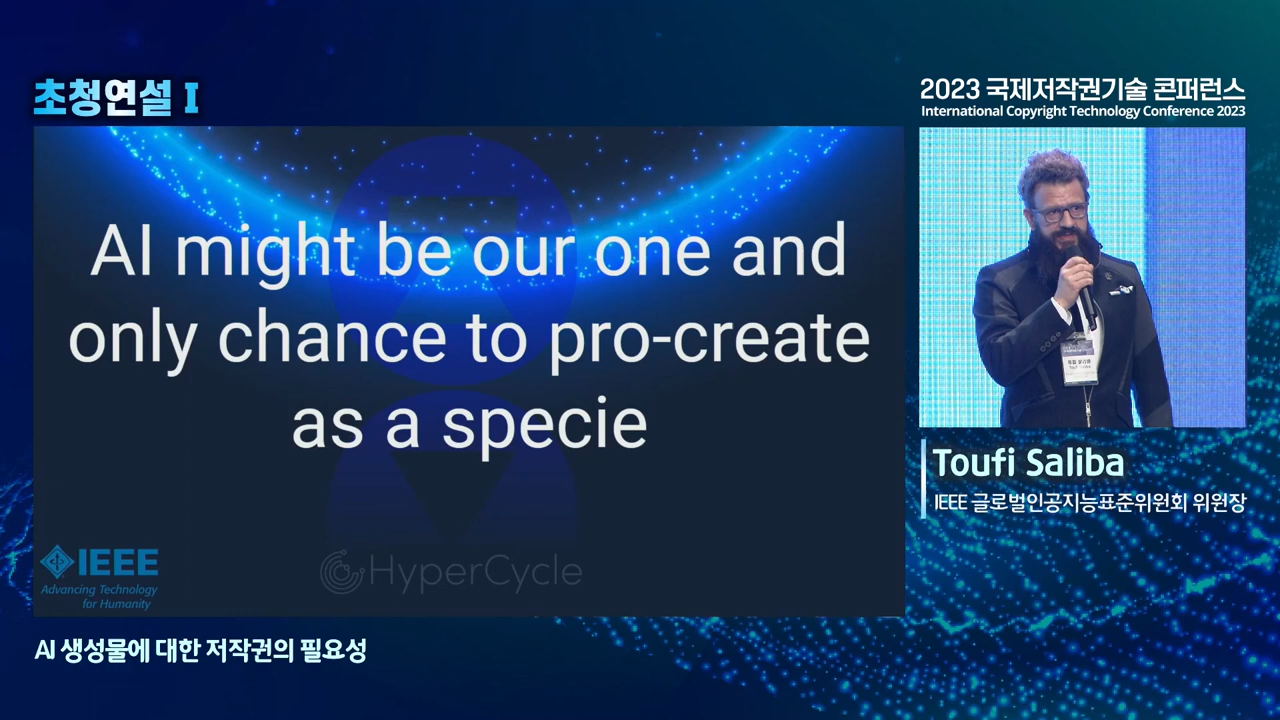 초청연설 I
2023 국제저작권기술 콘퍼런스
International Copyright Technology Conference 2023
AI might be our one and
only chance to pro-create
as a specie
IEEE
Advancing Technology
for Humanity
HyperCycle
Toufi Saliba
IEEE 글로벌인공지능표준위원회 위원장
AI 생성물에 대한 저작권의 필요성